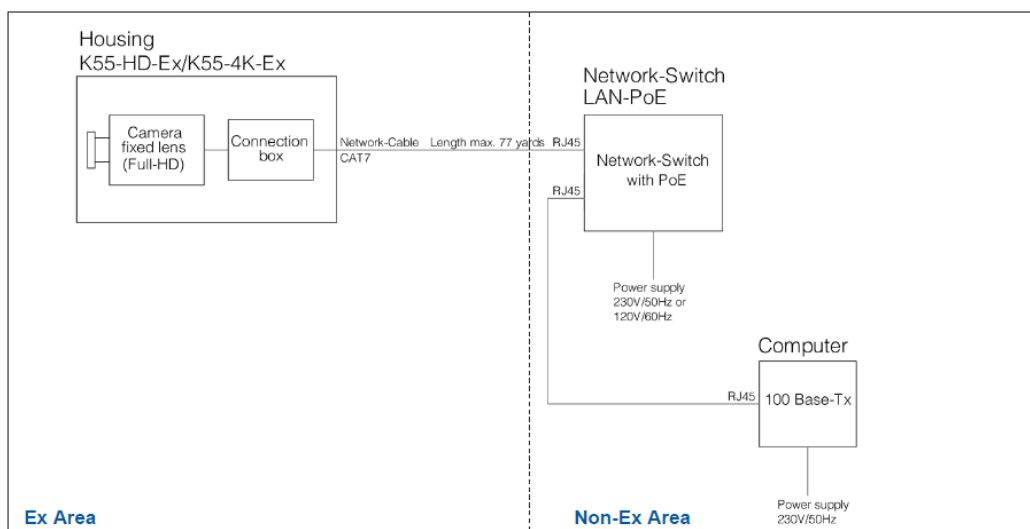 Housing
K55-HD-Ex/K55-4K-Ex
Camera
fixed lens
(Full-HD)
Connection
box
Network-Cable Length max. 77 yards RJ45
CAT7
Network-Switch
LAN-PoE
Network-Switch
with PoE
RJ45
Power supply
230V/50Hz or
120V/60Hz
Computer
RJ45
100 Base-Tx
Power supply
230V/50Hz
Ex Area
Non-Ex Area